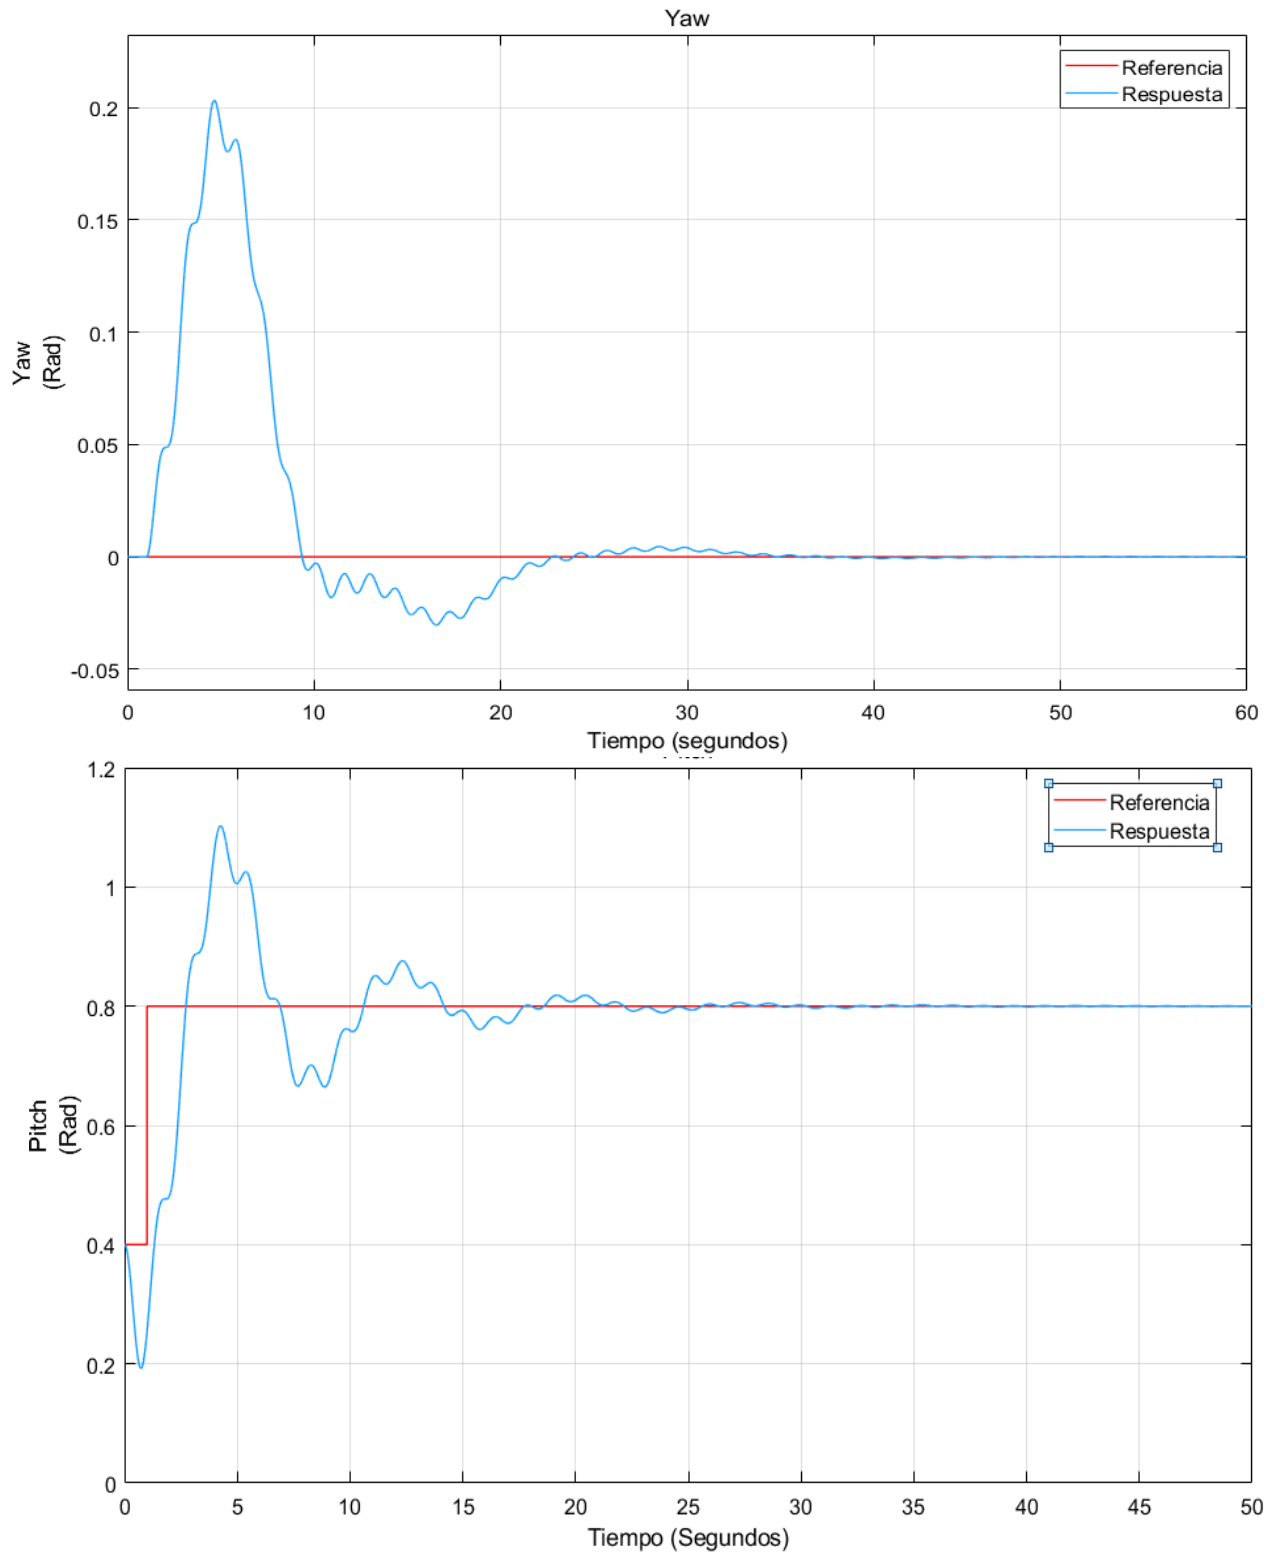 Yaw
Referencia
Respuesta
0.2
0.15
0.1
0.05
0
-0.05
Yaw
(Rad)
0 10 20 30 40 50 60
Tiempo (segundos)
1.2
1
0.8
0.6
0.4
0.2
0
Referencia
Respuesta
Pitch
(Rad)
0 5 10 15 20 25 30 35 40 45 50
Tiempo (Segundos)